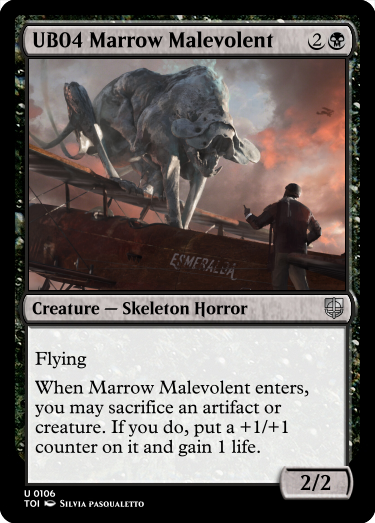 UB04 Marrow Malevolent
2
ESMERALDA
Creature — Skeleton Horror
Flying
When Marrow Malevolent enters,
you may sacrifice an artifact or
creature. If you do, put a +1/+1
counter on it and gain 1 life.
2/2
U 0106
TOI Silvia pasqualetto